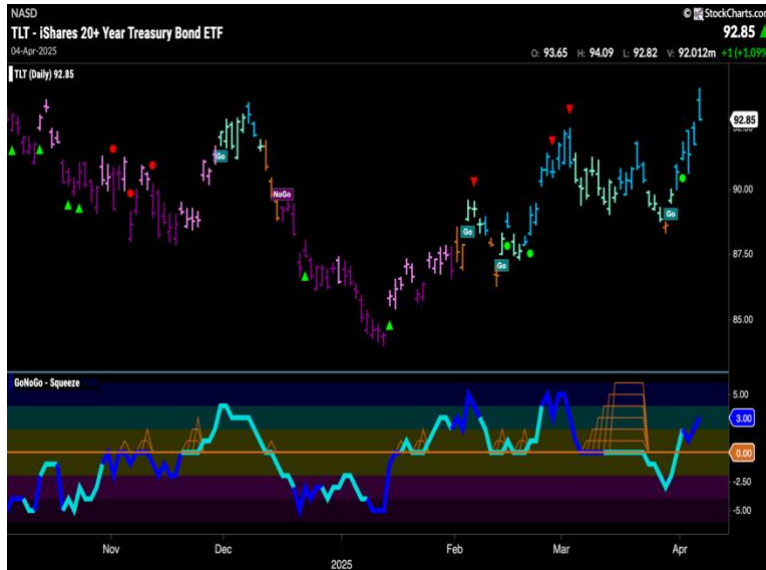 NASD
© StockCharts.com
TLT - iShares 20+ Year Treasury Bond ETF
92.85
04-Apr-2025
O: 93.65 H: 94.09 L: 92.82 V: 92.012m +1 (+1.09%
TLT (Daily) 92.85
92.85
90.00
87.50
85.00
Go
NoGo
Go
Go
Go
GoNoGo - Squeeze
5.00
3.00
0.00
-2.50
-5.00
Nov Dec 2025 Feb Mar Apr